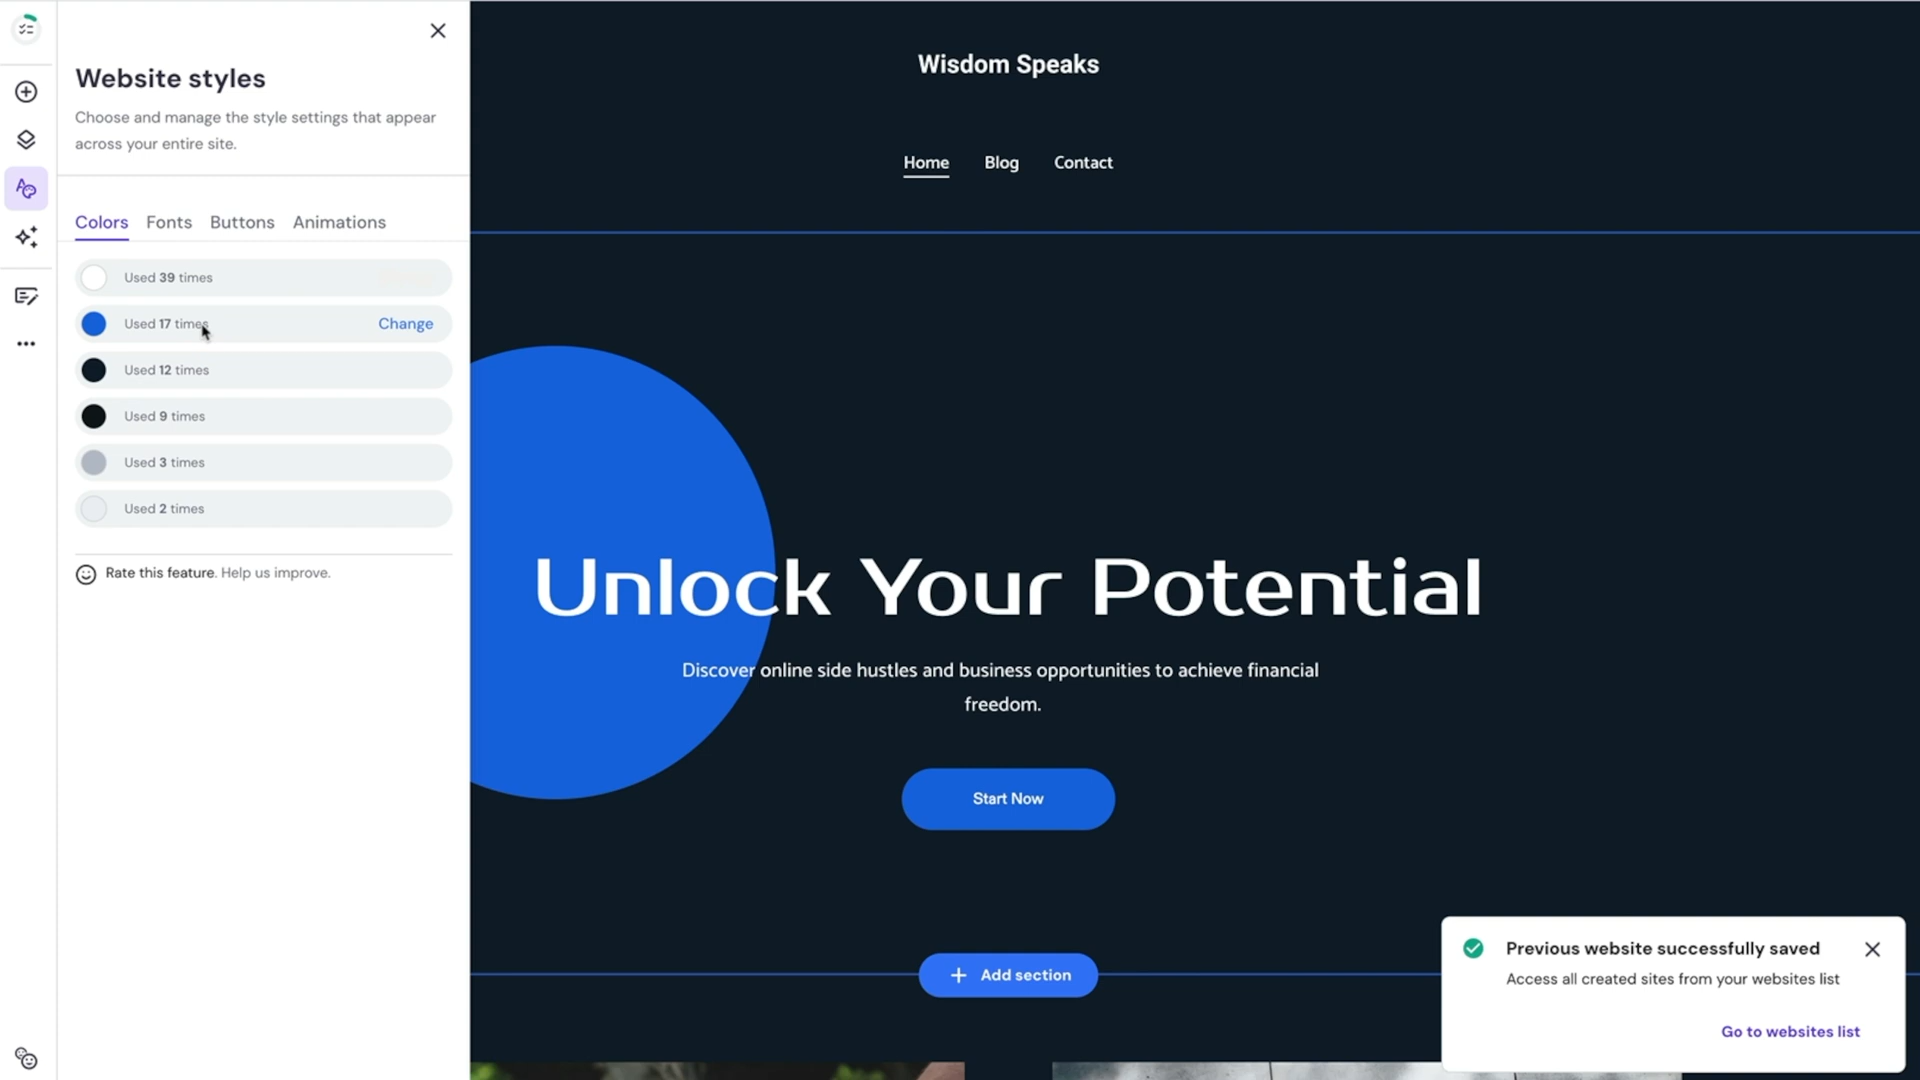 Website styles
Choose and manage the style settings that appear
across your entire site.
Colors Fonts Buttons Animations
Used 39 times
Used 17 times Change
Used 12 times
Used 9 times
Used 3 times
Used 2 times
Rate this feature. Help us improve.
Wisdom Speaks
Home Blog Contact
Unlock Your Potential
Discover online side hustles and business opportunities to achieve financial
freedom.
Start Now
+ Add section
Previous website successfully saved
Access all created sites from your websites list
Go to websites list